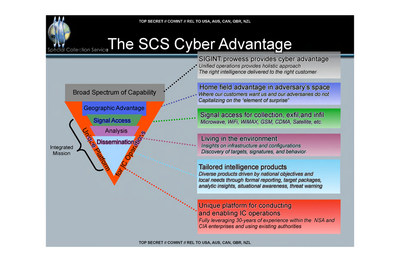 TOP SECRET // COMINT // REL TO USA, AUS, CAN, GBR, NZL
Special Collection Service
The SCS Cyber Advantage
Broad Spectrum of Capability
Geographic Advantage
Signal Access
Analysis
Dissemination
Integrated
Mission
Unique Platform
for IC Operations
SIGINT prowess provides cyber advantage
Unified operations provides holistic approach
The right intelligence delivered to the right customer
Home field advantage in adversary's space
Where our customers want us and our adversaries do not
Capitalizing on the "element of surprise"
Signal access for collection, exfil and infil
Microwave, WiFi, WiMAX, GSM, CDMA, Satellite, etc
Living in the environment
Insights on infrastructure and configurations
Discovery of targets, signatures, and behavior
Tailored intelligence products
Diverse products driven by national objectives and
local needs through formal reporting, target packages,
analytic insights, situational awareness, threat warning
Unique platform for conducting
and enabling IC operations
Fully leveraging 30-years of experience within the NSA and
CIA enterprises and using existing authorities
TOP SECRET // COMINT // REL TO USA, AUS, CAN, GBR, NZL